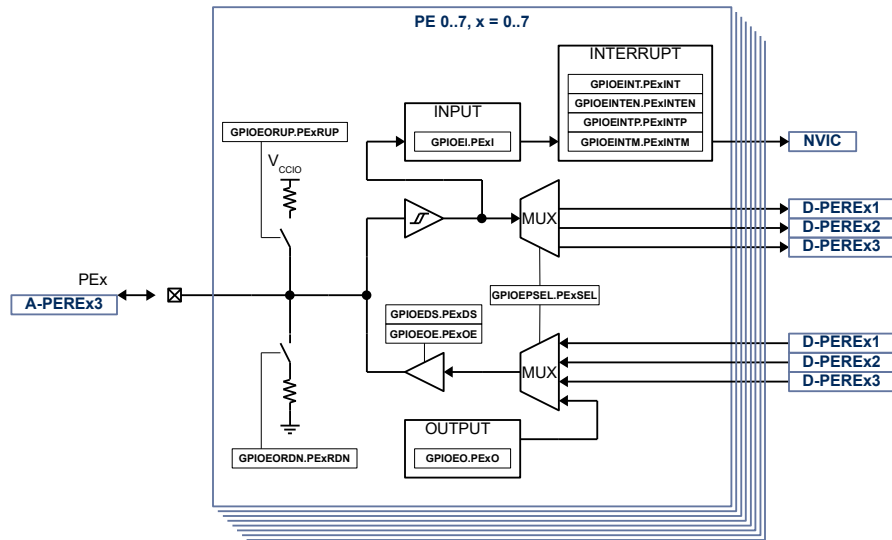 PE 0..7, x = 0..7
INTERRUPT
GPIOEINT.PExINT
GPIOEINTEN.PExINTEN
GPIOEINTP.PExINTP
GPIOEINTM.PExINTM
INPUT
GPIOEI.PExI
GPIOEORUP.PExRUP
NVIC
VCCIO
MUX
D-PEREx1
D-PEREx2
D-PEREx3
PEx
A-PEREx3
GPIOEPSEL.PExSEL
GPIOEDS.PExDS
GPIOEOE.PExOE
D-PEREx1
D-PEREx2
D-PEREx3
MUX
OUTPUT
GPIOEO.PExO
GPIOEORDN.PExRDN